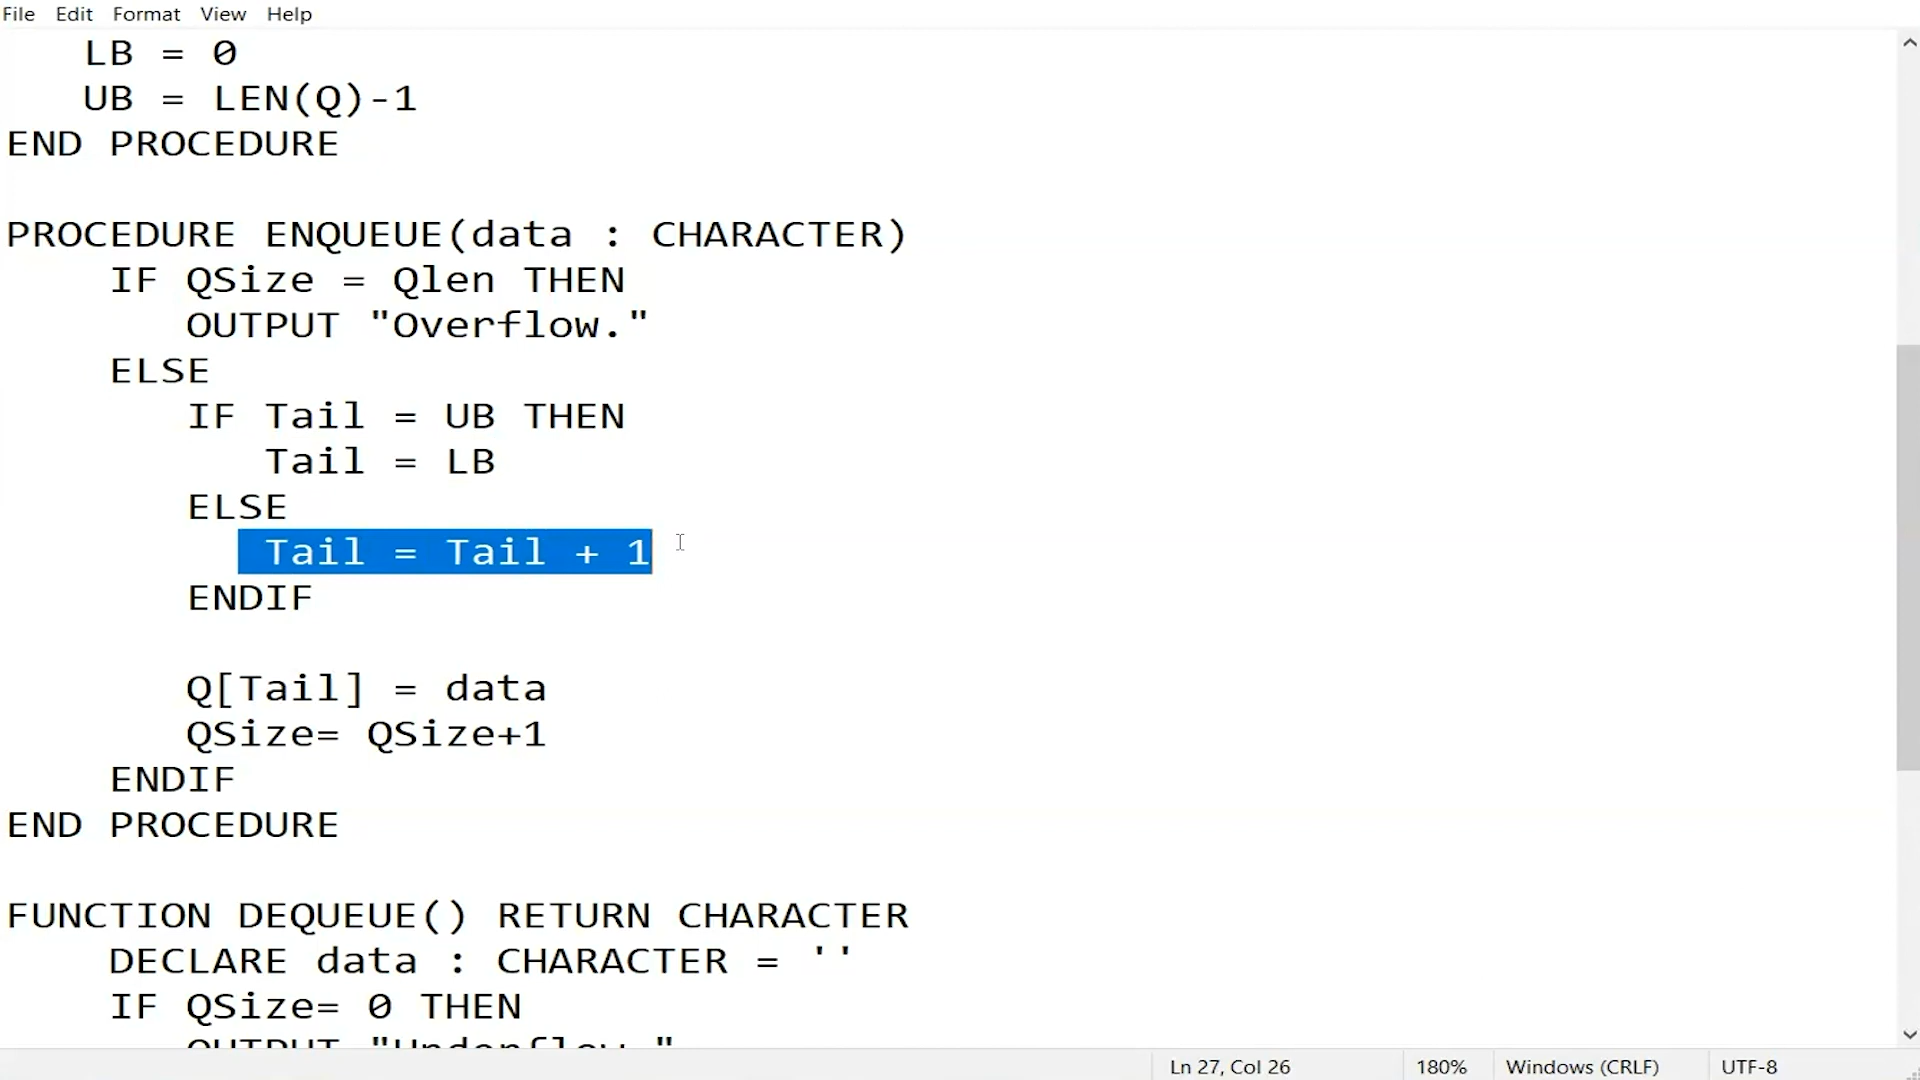 File Edit Format View Help
LB = 0
UB = LEN(Q)-1
END PROCEDURE
PROCEDURE ENQUEUE(data : CHARACTER)
IF QSize = Qlen THEN
OUTPUT "Overflow."
ELSE
IF Tail = UB THEN
Tail = LB
ELSE
Tail = Tail + 1
ENDIF
Q[Tail] = data
QSize= QSize+1
ENDIF
END PROCEDURE
FUNCTION DEQUEUE() RETURN CHARACTER
DECLARE data : CHARACTER = ''
IF QSize= 0 THEN
OUTPUT "Underflow."
Ln 27, Col 26 180% Windows (CRLF) UTF-8